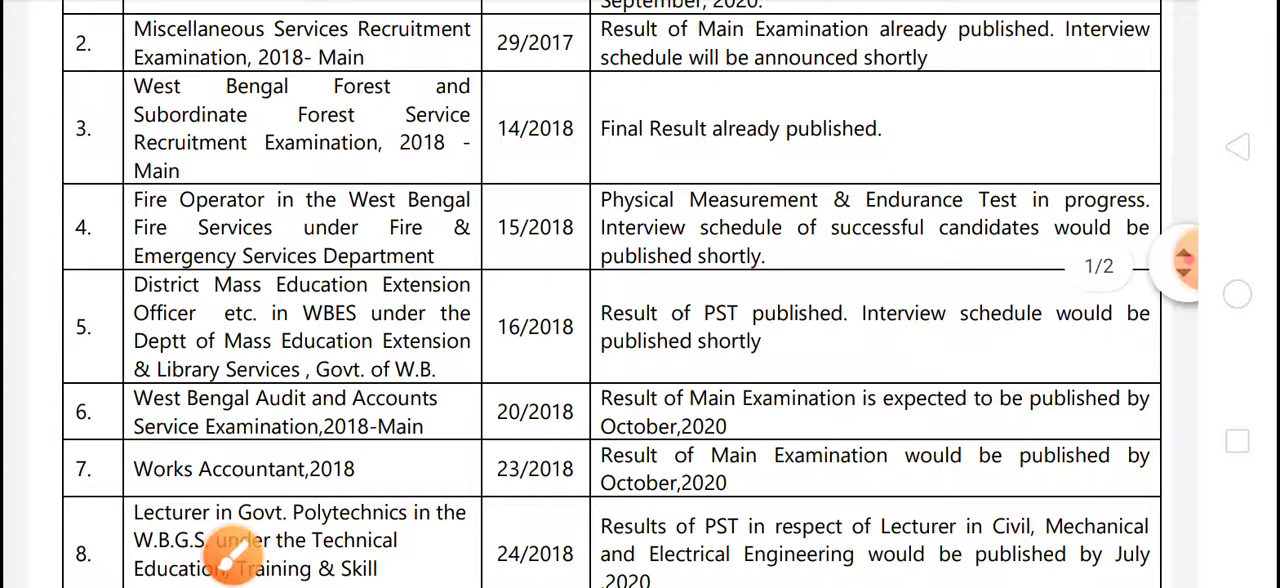 September, 2020.
2.
Miscellaneous Services Recruitment
Examination, 2018- Main
29/2017
Result of Main Examination already published. Interview
schedule will be announced shortly
3.
West Bengal Forest and
Subordinate Forest Service
Recruitment Examination, 2018 -
Main
14/2018
Final Result already published.
4.
Fire Operator in the West Bengal
Fire Services under Fire &
Emergency Services Department
15/2018
Physical Measurement & Endurance Test in progress.
Interview schedule of successful candidates would be
published shortly.
1/2
5.
District Mass Education Extension
Officer etc. in WBES under the
Deptt of Mass Education Extension
& Library Services , Govt. of W.B.
16/2018
Result of PST published. Interview schedule would be
published shortly
6.
West Bengal Audit and Accounts
Service Examination,2018-Main
20/2018
Result of Main Examination is expected to be published by
October,2020
7.
Works Accountant,2018
23/2018
Result of Main Examination would be published by
October,2020
8.
Lecturer in Govt. Polytechnics in the
W.B.G.S. under the Technical
Education, Training & Skill
24/2018
Results of PST in respect of Lecturer in Civil, Mechanical
and Electrical Engineering would be published by July
,2020